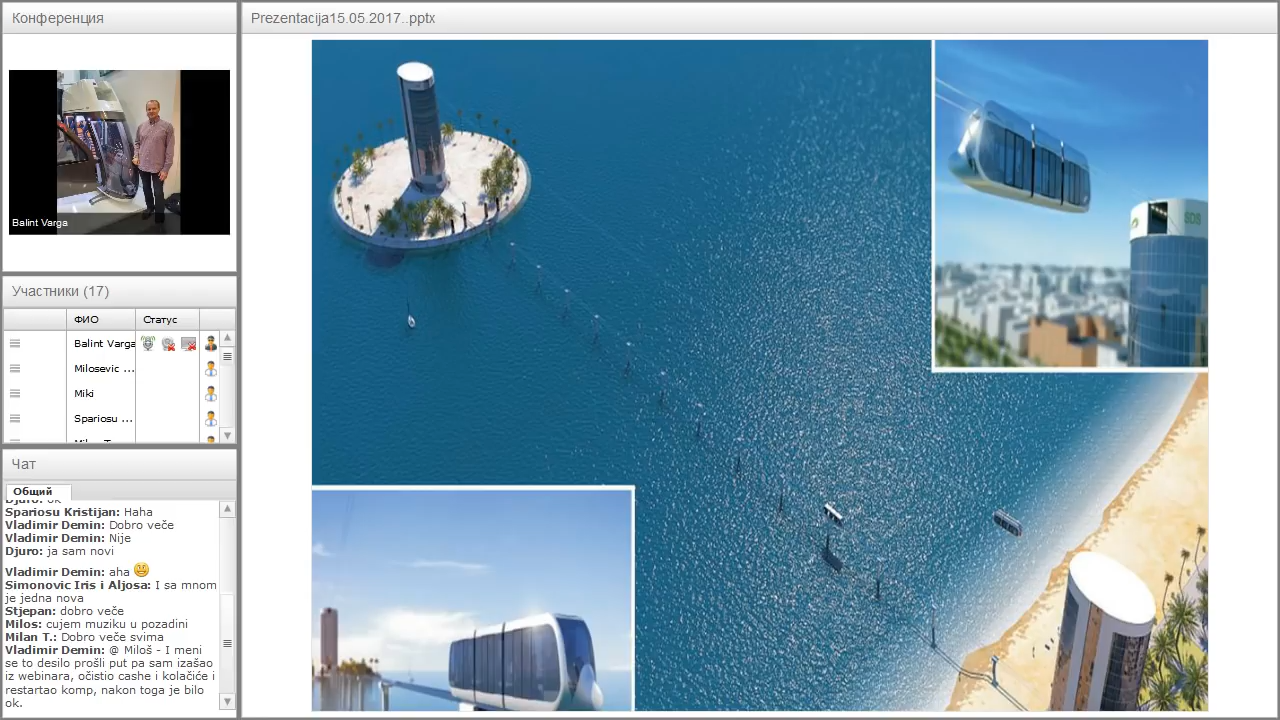 Конференция
Balint Varga
Участники (17)
ФИО
Статус
Balint Varga
Milosevic ...
Miki
Spariosu ...
Чат
Общий
Djuro: ok
Spariosu Kristijan: Haha
Vladimir Demin: Dobro veče
Vladimir Demin: Nije
Djuro: ja sam novi
Vladimir Demin: aha
Simonovic Iris i Aljosa: I sa mnom
je jedna nova
Stjepan: dobro veče
Milos: cujem muziku u pozadini
Milan T.: Dobro veče svima
Vladimir Demin: @ Miloš - I meni
se to desilo prošli put pa sam izašao
iz webinara, očistio cashe i kolačiće i
restartao komp, nakon toga je bilo
ok.
Prezentacija15.05.2017..pptx